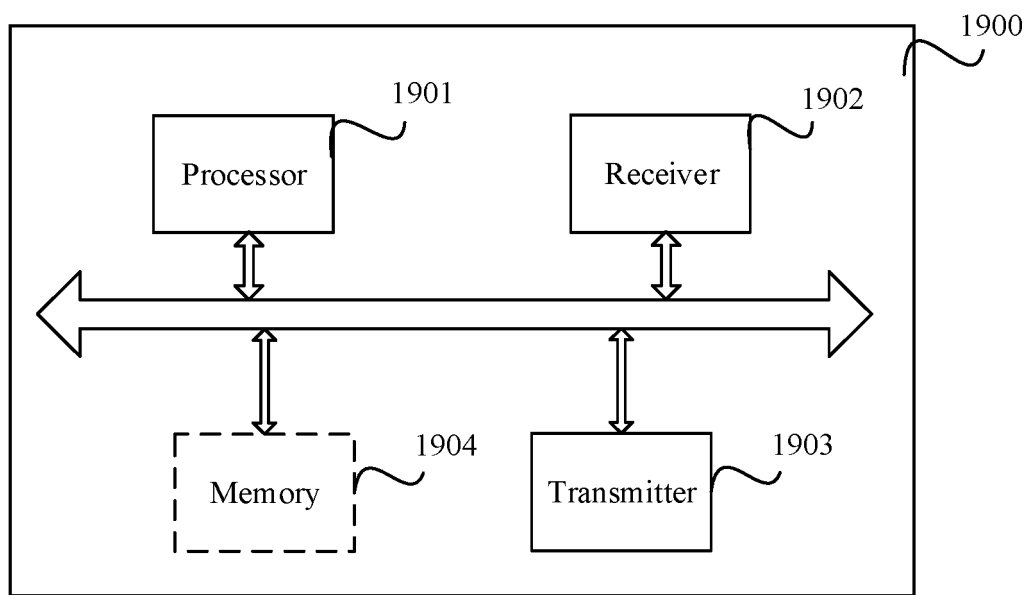 1900
1901
1902
Processor
Receiver
1904
1903
Memory
Transmitter